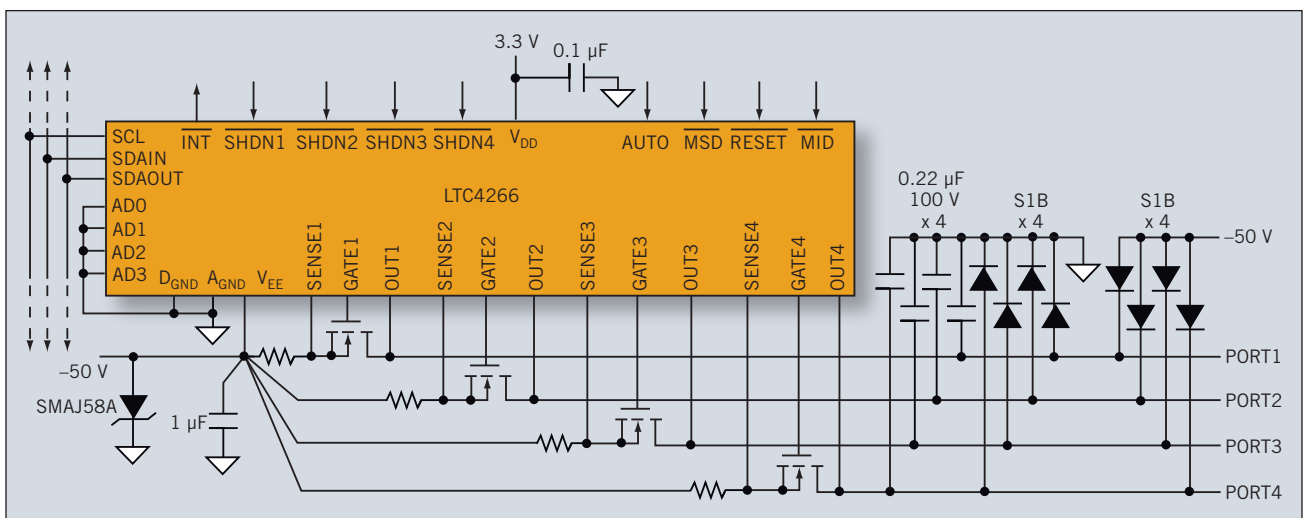 3.3 V
0.1 µF
SCL
SDAIN
SDAOUT
AD0
AD1
AD2
AD3
INT
SHDN1
SHDN2
SHDN3
SHDN4
VDD
AUTO
MSD
RESET
MID
LTC4266
DGND
AGND
VEE
SENSE1
GATE1
OUT1
SENSE2
GATE2
OUT2
SENSE3
GATE3
OUT3
SENSE4
GATE4
OUT4
0.22 µF
100 V
x 4
S1B
x 4
S1B
x 4
–50 V
–50 V
SMAJ58A
1 µF
PORT1
PORT2
PORT3
PORT4